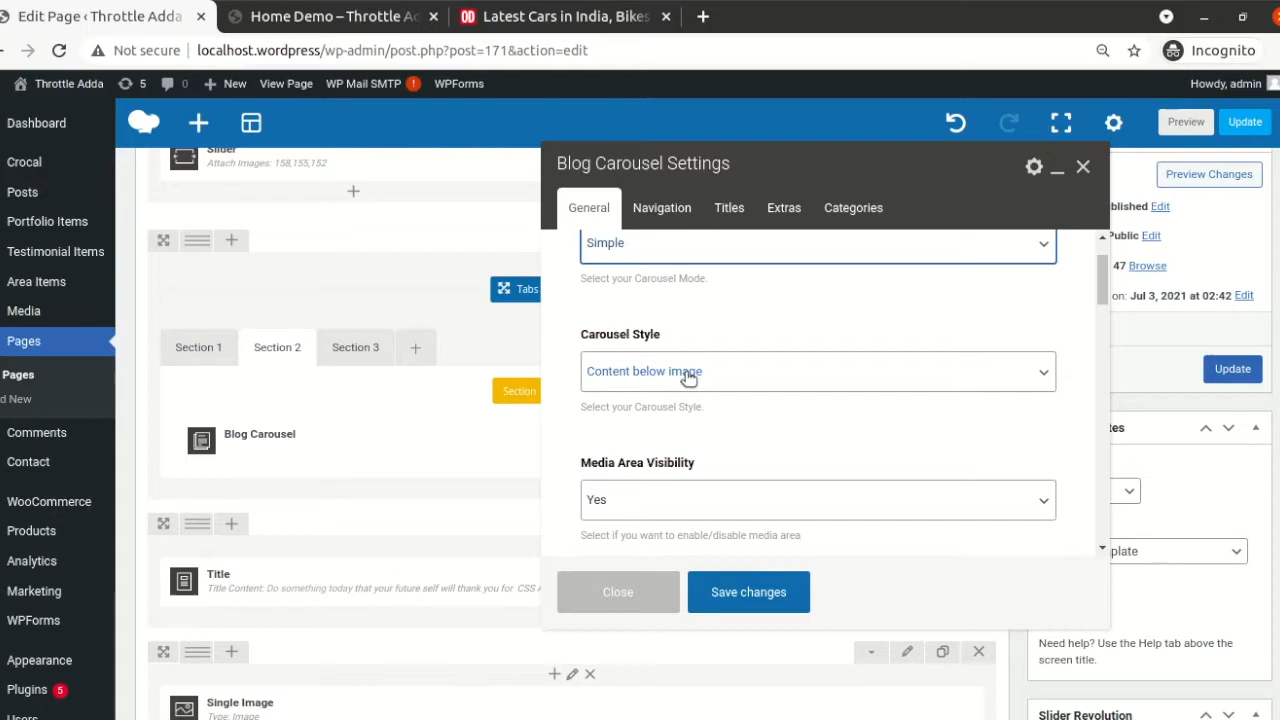 Edit Page ‹ Throttle Adda
Home Demo – Throttle Ad
Latest Cars in India, Bikes
Not secure
localhost.wordpress/wp-admin/post.php?post=171&action=edit
Incognito
Throttle Adda
5
0
New
View Page
WP Mail SMTP
!
WPForms
Howdy, admin
Dashboard
Crocal
Posts
Portfolio Items
Testimonial Items
Area Items
Media
Pages
Pages
d New
Comments
Contact
WooCommerce
Products
Analytics
Marketing
WPForms
Appearance
Plugins 5
Users
Preview
Update
Slider
Attach Images: 158,155,152
Tabs
Section 1
Section 2
Section 3
Section
Blog Carousel
Title
Title Content: Do something today that your future self will thank you for CSS A
Single Image
Type: Image
Blog Carousel Settings
General
Navigation
Titles
Extras
Categories
Simple
Select your Carousel Mode.
Carousel Style
Content below image
Select your Carousel Style.
Media Area Visibility
Yes
Select if you want to enable/disable media area
Close
Save changes
Preview Changes
ublished Edit
Public Edit
47 Browse
on: Jul 3, 2021 at 02:42 Edit
Update
tes
plate
Need help? Use the Help tab above the
screen title.
Slider Revolution